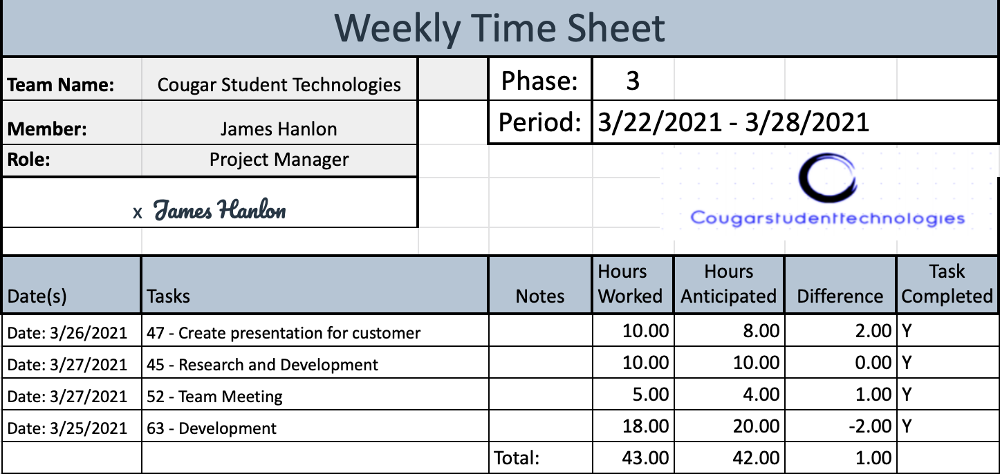 Weekly Time Sheet
Team Name: Cougar Student Technologies Phase: 3
Member: James Hanlon Period: 3/22/2021 - 3/28/2021
Role: Project Manager
x James Hanlon
Cougarstudenttechnologies
Date(s) Tasks Notes Hours Worked Hours Anticipated Difference Task Completed
Date: 3/26/2021 47 - Create presentation for customer 10.00 8.00 2.00 Y
Date: 3/27/2021 45 - Research and Development 10.00 10.00 0.00 Y
Date: 3/27/2021 52 - Team Meeting 5.00 4.00 1.00 Y
Date: 3/25/2021 63 - Development 18.00 20.00 -2.00 Y
Total: 43.00 42.00 1.00